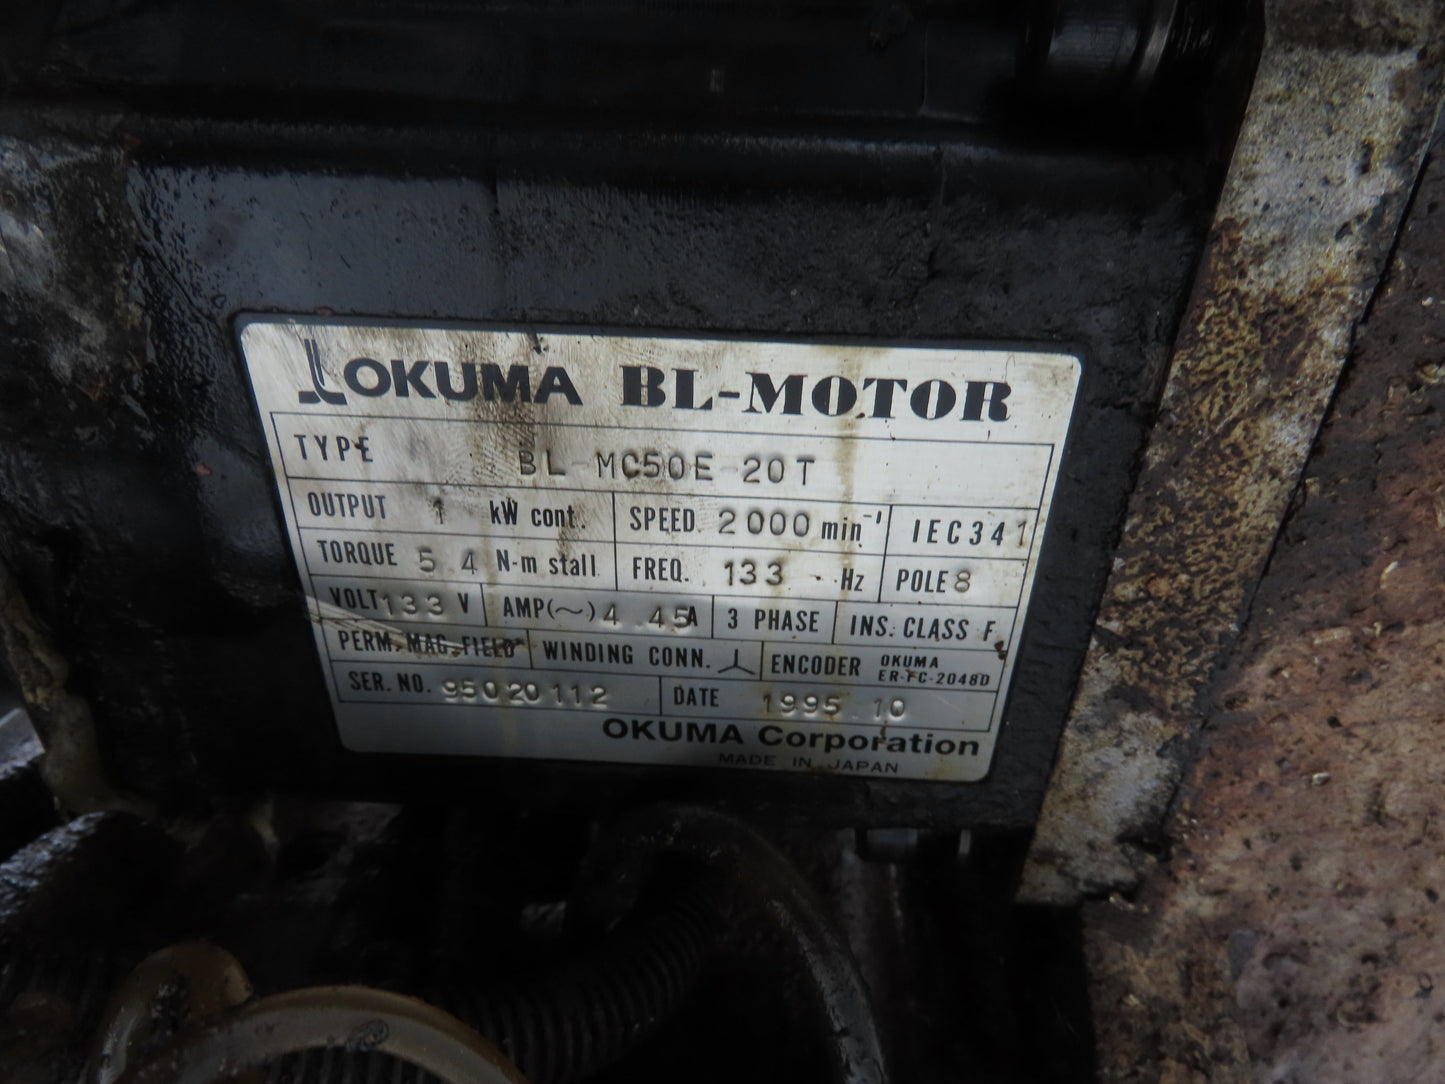 OKUMA BL-MOTOR
TYPE BL-MC50E-20T
OUTPUT 1 kW cont. SPEED. 2000 min⁻¹ IEC341
TORQUE 5.4 N-m stall FREQ. 133 Hz POLE 8
VOLT 133 V AMP(~) 4.45A 3 PHASE INS. CLASS F
PERM. MAG. FIELD WINDING CONN. ⅄ ENCODER OKUMA
ER-FC-2048D
SER. NO. 95020112 DATE 1995.10
OKUMA Corporation
MADE IN JAPAN